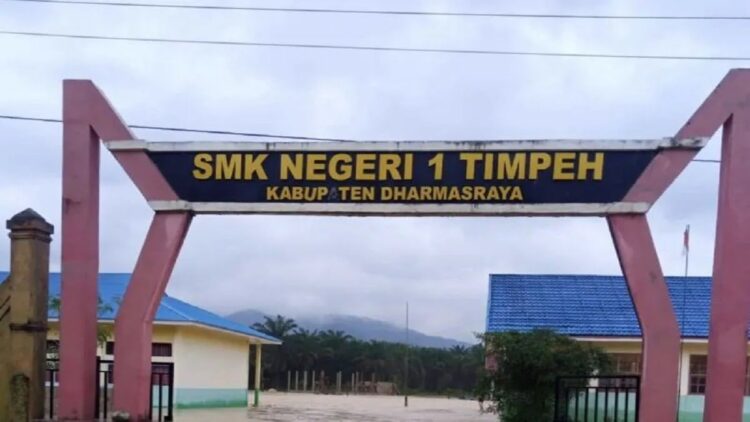 SMK NEGERI 1 TIMPEH
KABUPATEN DHARMASRAYA